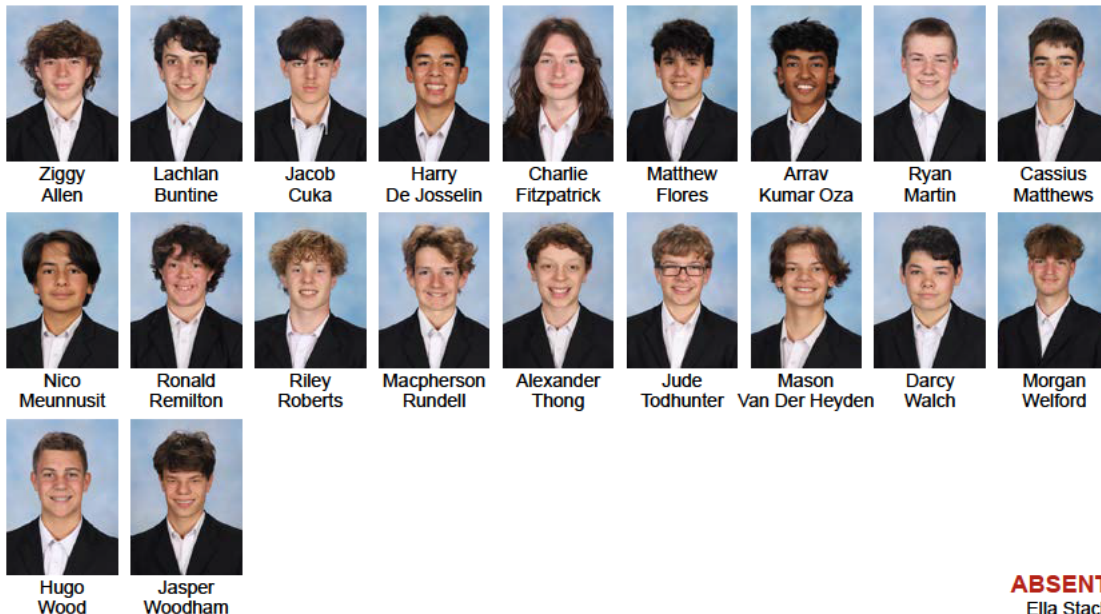 Ziggy Lachlan Jacob Harry Charlie Matthew Arrav Ryan Cassius
Allen Buntine Cuka De Josselin Fitzpatrick Flores Kumar Oza Martin Matthews
Nico Ronald Riley Macpherson Alexander Jude Mason Darcy Morgan
Meunnusit Remilton Roberts Rundell Thong Todhunter Van Der Heyden Walch Welford
Hugo Jasper
Wood Woodham
ABSENT
Ella